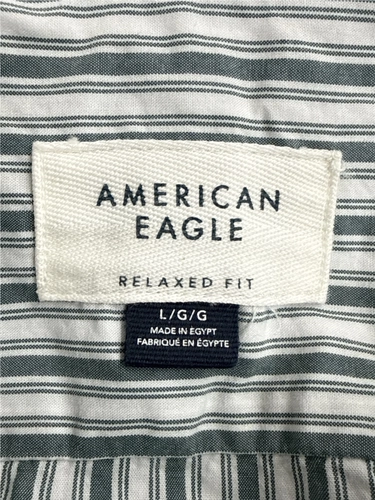 AMERICAN
EAGLE
RELAXED FIT
L/G/G
MADE IN EGYPT
FABRIQUÉ EN ÉGYPTE